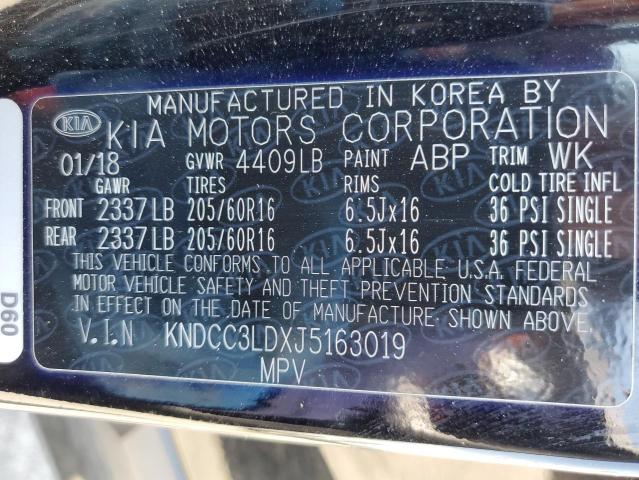 MANUFACTURED IN KOREA BY
KIA KIA MOTORS CORPORATION
01/18 GVWR 4409LB PAINT ABP TRIM WK
GAWR TIRES RIMS COLD TIRE INFL
FRONT 2337LB 205/60R16 6.5Jx16 36 PSI SINGLE
REAR 2337LB 205/60R16 6.5Jx16 36 PSI SINGLE
THIS VEHICLE CONFORMS TO ALL APPLICABLE U.S.A. FEDERAL
MOTOR VEHICLE SAFETY AND THEFT PREVENTION STANDARDS
IN EFFECT ON THE DATE OF MANUFACTURE SHOWN ABOVE.
V.I.N KNDCC3LDXJ5163019
MPV
D60